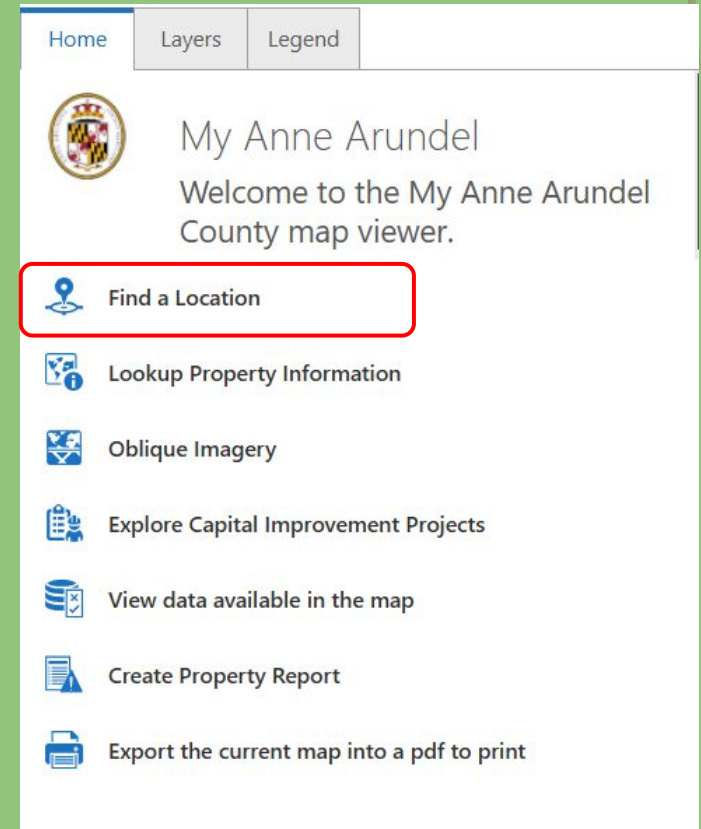 Home
Layers
Legend
My Anne Arundel
Welcome to the My Anne Arundel
County map viewer.
Find a Location
Lookup Property Information
Oblique Imagery
Explore Capital Improvement Projects
View data available in the map
Create Property Report
Export the current map into a pdf to print